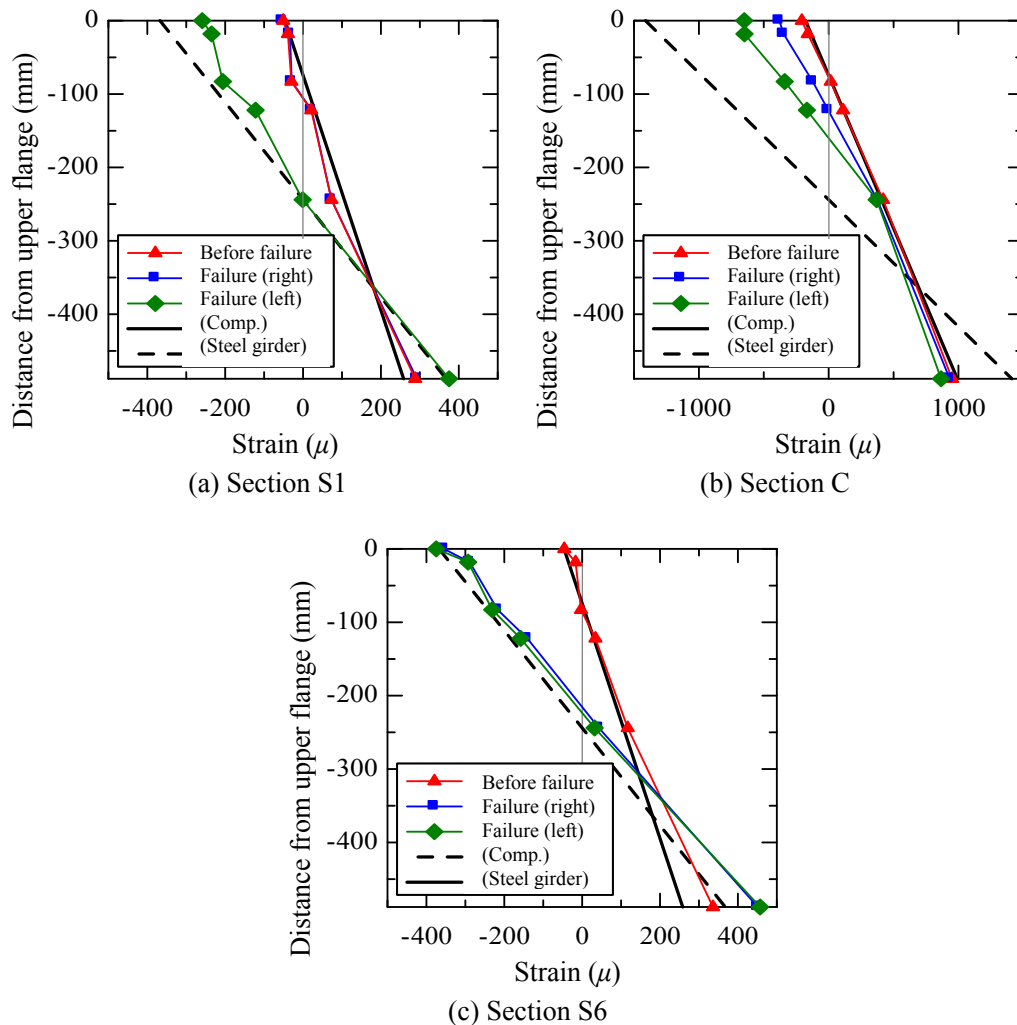 0
-100
-200
-300
-400
Distance from upper flange (mm)
Before failure
Failure (right)
Failure (left)
(Comp.)
(Steel girder)
-400 -200 0 200 400
Strain (μ)
(a) Section S1
0
-100
-200
-300
-400
Distance from upper flange (mm)
Before failure
Failure (right)
Failure (left)
(Comp.)
(Steel girder)
-1000 0 1000
Strain (μ)
(b) Section C
0
-100
-200
-300
-400
Distance from upper flange (mm)
Before failure
Failure (right)
Failure (left)
(Comp.)
(Steel girder)
-400 -200 0 200 400
Strain (μ)
(c) Section S6